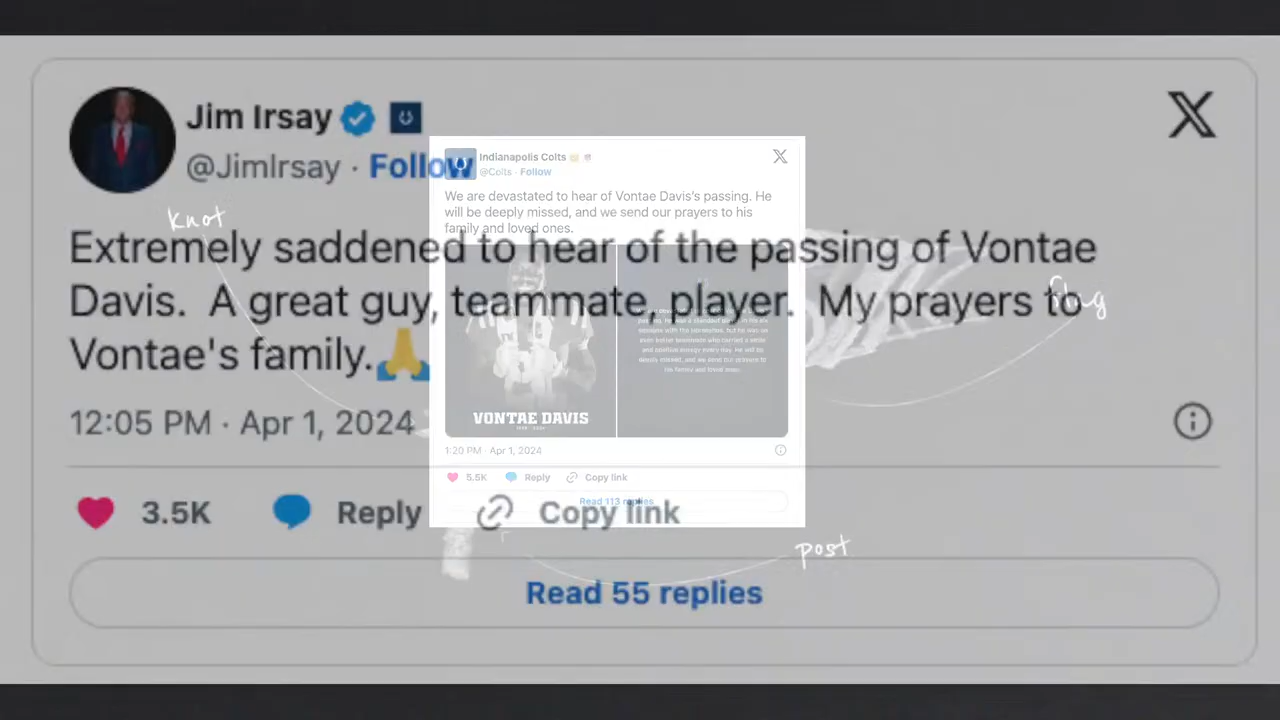 Jim Irsay
@JimIrsay · Follow
Extremely saddened to hear of the passing of Vontae
Davis. A great guy, teammate, player. My prayers to
Vontae's family.🙏
12:05 PM · Apr 1, 2024
3.5K Reply Copy link
Read 55 replies
Indianapolis Colts
@Colts · Follow
We are devastated to hear of Vontae Davis's passing. He
will be deeply missed, and we send our prayers to his
family and loved ones.
VONTAE DAVIS
1:20 PM · Apr 1, 2024
5.5K Reply Copy link
Read 113 replies
knot
flag
post